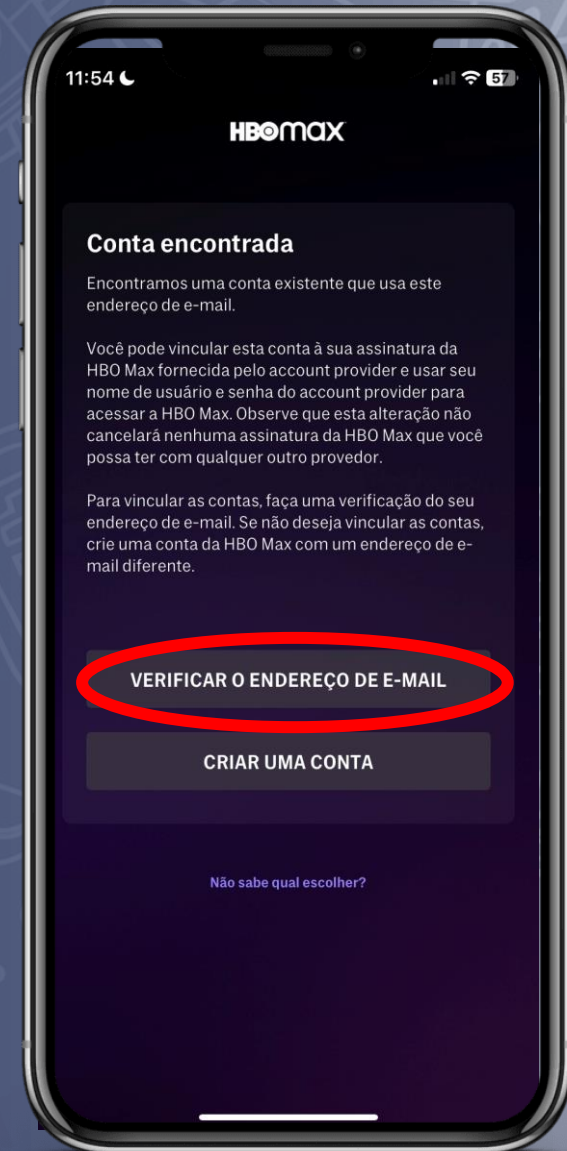 11:54
57
HBOmax
Conta encontrada
Encontramos uma conta existente que usa este
endereço de e-mail.
Você pode vincular esta conta à sua assinatura da
HBO Max fornecida pelo account provider e usar seu
nome de usuário e senha do account provider para
acessar a HBO Max. Observe que esta alteração não
cancelará nenhuma assinatura da HBO Max que você
possa ter com qualquer outro provedor.
Para vincular as contas, faça uma verificação do seu
endereço de e-mail. Se não deseja vincular as contas,
crie uma conta da HBO Max com um endereço de e-
mail diferente.
VERIFICAR O ENDEREÇO DE E-MAIL
CRIAR UMA CONTA
Não sabe qual escolher?